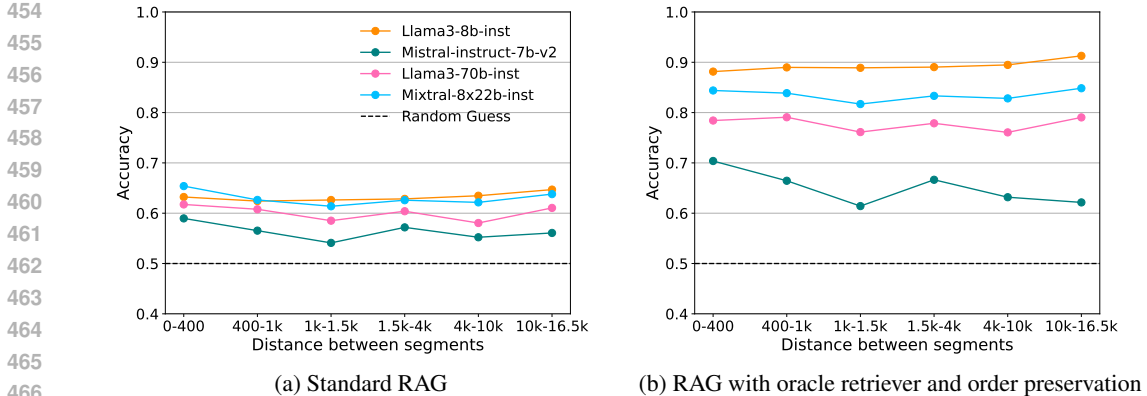 454
455
456
457
458
459
460
461
462
463
464
465
466
1.0
0.9
0.8
0.7
0.6
0.5
0.4
Accuracy
Llama3-8b-inst
Mistral-instruct-7b-v2
Llama3-70b-inst
Mixtral-8x22b-inst
Random Guess
0-400 400-1k 1k-1.5k 1.5k-4k 4k-10k 10k-16.5k
Distance between segments
(a) Standard RAG
1.0
0.9
0.8
0.7
0.6
0.5
0.4
Accuracy
0-400 400-1k 1k-1.5k 1.5k-4k 4k-10k 10k-16.5k
Distance between segments
(b) RAG with oracle retriever and order preservation